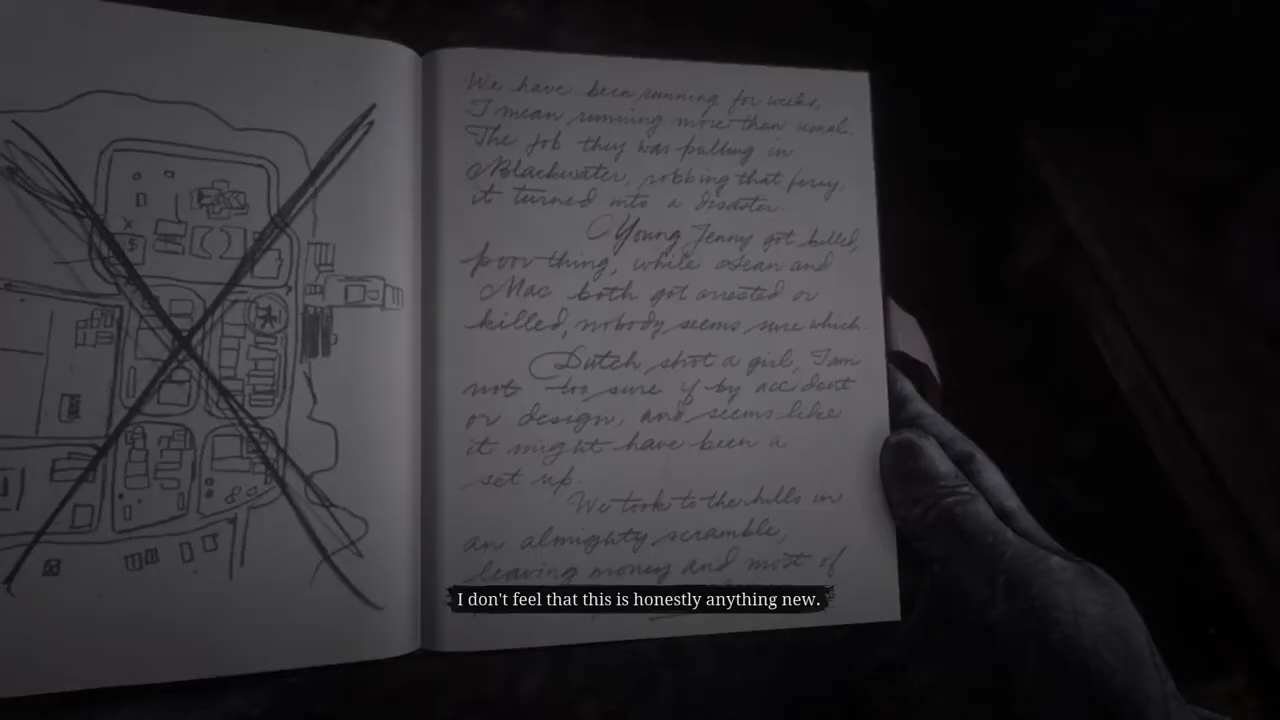 $
We have been running for weeks,
I mean running more than usual.
The job they was pulling in
Blackwater, robbing that ferry,
it turned into a disaster.
Young Jenny got killed,
poor thing, while Sean and
Mac both got arrested or
killed, nobody seems sure which.
Dutch shot a girl, I am
not too sure if by accident
or design, and seems like
it might have been a
set up.
We took to the hills in
an almighty scramble,
leaving money and most of
I don't feel that this is honestly anything new.